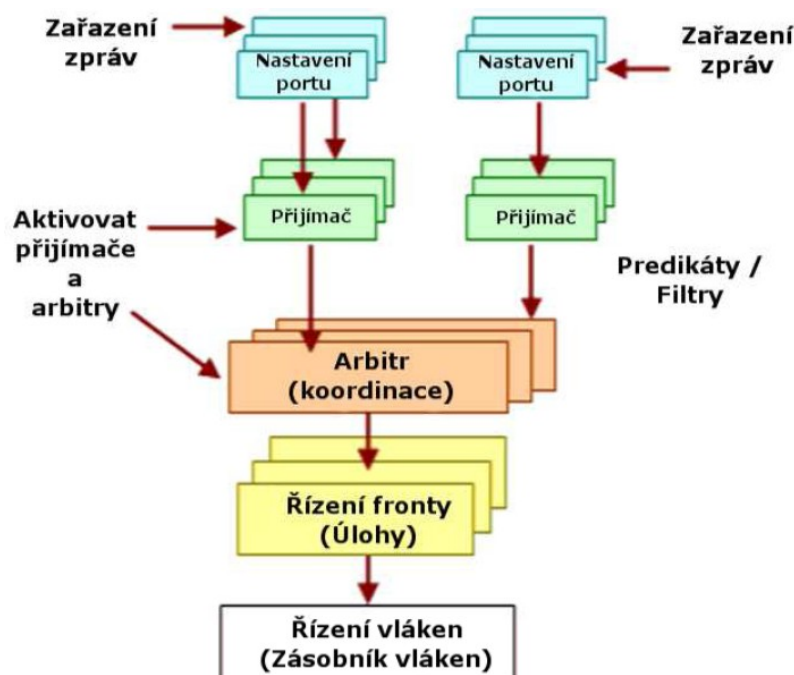 Zařazení
zpráv
Nastavení
portu
Nastavení
portu
Zařazení
zpráv
Aktivovat
přijímače
a
arbitry
Přijímač
Přijímač
Predikáty /
Filtry
Arbitr
(koordinace)
Řízení fronty
(Úlohy)
Řízení vláken
(Zásobník vláken)